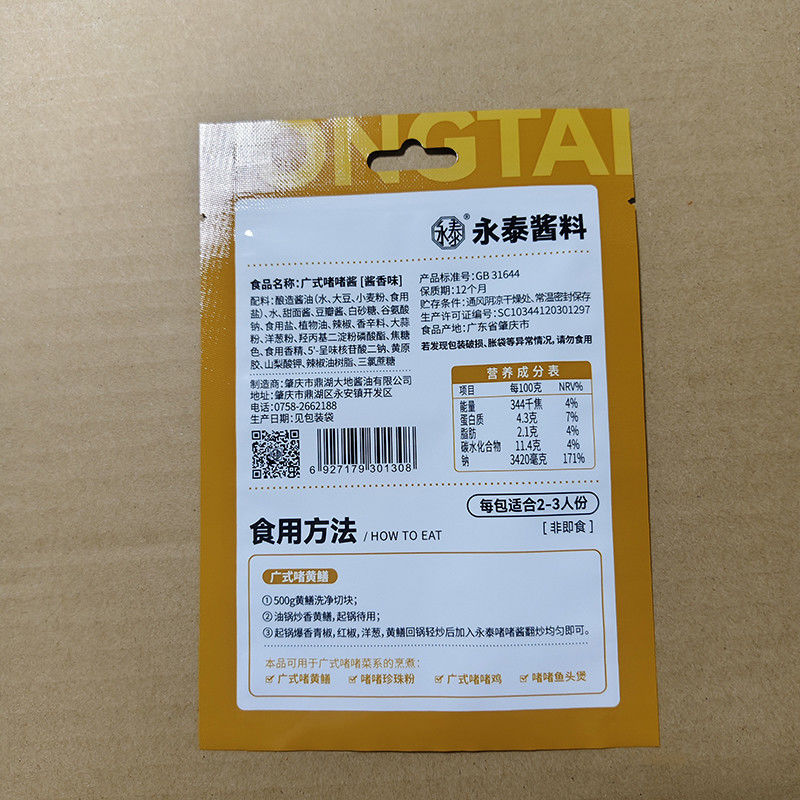 ONGTAI
永泰® 永泰酱料
食品名称:广式啫啫酱 [酱香味]
配料:酿造酱油(水、大豆、小麦粉、食用
盐)、水、甜面酱、豆瓣酱、白砂糖、谷氨酸
钠、食用盐、植物油、辣椒、香辛料、大蒜
粉、洋葱粉、羟丙基二淀粉磷酸酯、焦糖
色、食用香精、5'-呈味核苷酸二钠、黄原
胶、山梨酸钾、辣椒油树脂、三氯蔗糖
制造商:肇庆市鼎湖大地酱油有限公司
地址:肇庆市鼎湖区永安镇开发区
电话:0758-2662188
生产日期:见包装袋
6 927179 301308
产品标准号:GB 31644
保质期:12个月
贮存条件:通风阴凉干燥处、常温密封保存
生产许可证编号:SC10344120301297
食品产地:广东省肇庆市
若发现包装破损、胀袋等异常情况,请勿食用
营养成分表
项目 每100克 NRV%
能量 344千焦 4%
蛋白质 4.3克 7%
脂肪 2.1克 4%
碳水化合物 11.4克 4%
钠 3420毫克 171%
每包适合2-3人份
食用方法 / HOW TO EAT
[ 非即食 ]
广式啫黄鳝
①500g黄鳝洗净切块;
②油锅炒香黄鳝,起锅待用;
③起锅爆香青椒,红椒,洋葱,黄鳝回锅轻炒后加入永泰啫啫酱翻炒均匀即可。
本品可用于广式啫啫菜系的烹煮:
广式啫黄鳝 啫啫珍珠粉 广式啫啫鸡 啫啫鱼头煲